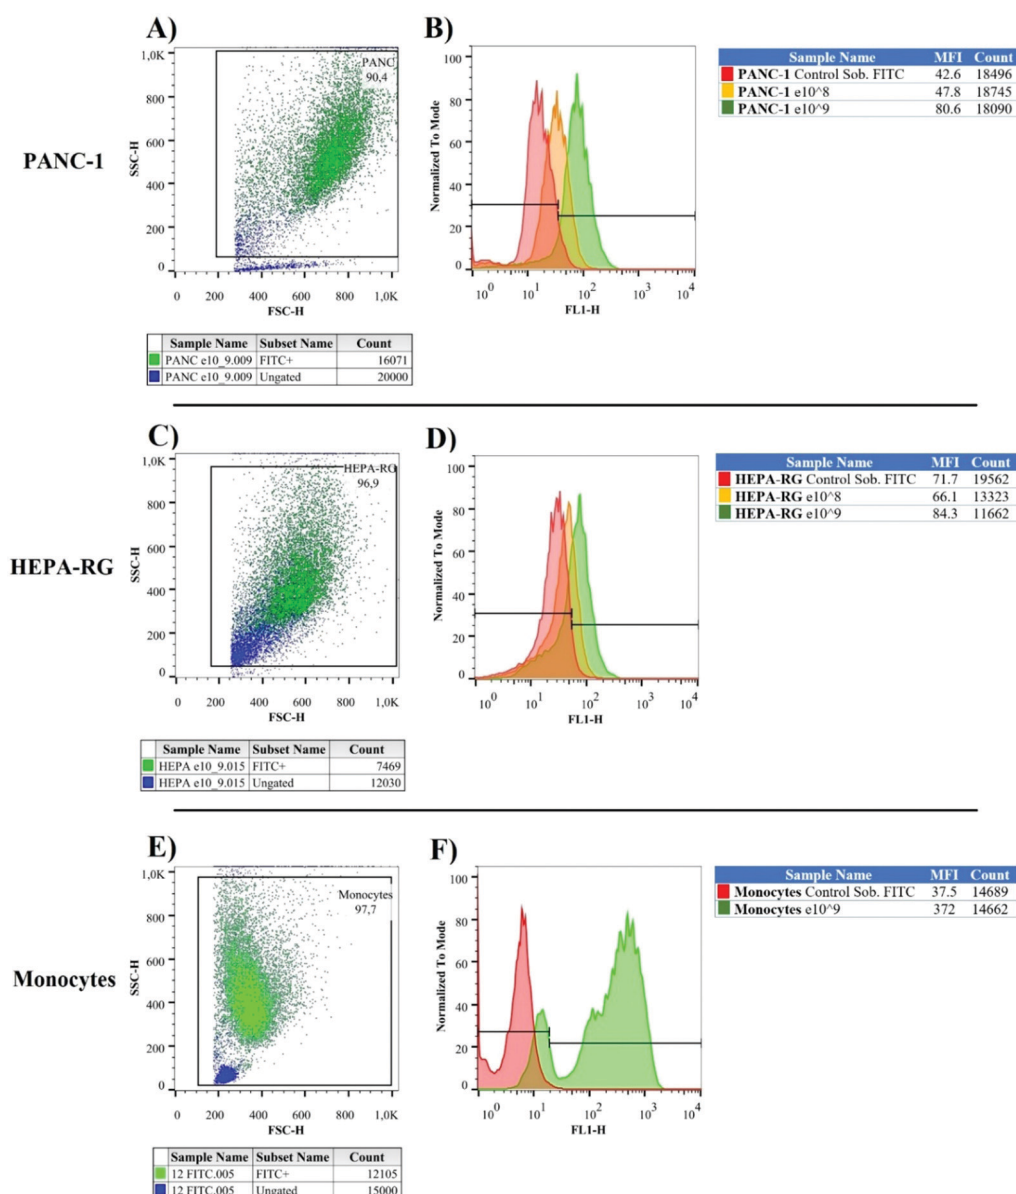 A)
B)
PANC-1
SSC-H
1,0K
800
600
400
200
0
PANC
90,4
0 200 400 600 800 1,0K
FSC-H
Normalized To Mode
100
80
60
40
20
0
10^0 10^1 10^2 10^3 10^4
FL1-H
Sample Name MFI Count
PANC-1 Control Sob. FITC 42.6 18496
PANC-1 e10^8 47.8 18745
PANC-1 e10^9 80.6 18090
Sample Name Subset Name Count
PANC e10_9.009 FITC+ 16071
PANC e10_9.009 Ungated 20000
C)
D)
HEPA-RG
SSC-H
1,0K
800
600
400
200
0
HEPA-RG
96,9
0 200 400 600 800 1,0K
FSC-H
Normalized To Mode
100
80
60
40
20
0
10^0 10^1 10^2 10^3 10^4
FL1-H
Sample Name MFI Count
HEPA-RG Control Sob. FITC 71.7 19562
HEPA-RG e10^8 66.1 13323
HEPA-RG e10^9 84.3 11662
Sample Name Subset Name Count
HEPA e10_9.015 FITC+ 7469
HEPA e10_9.015 Ungated 12030
E)
F)
Monocytes
SSC-H
1,0K
800
600
400
200
0
Monocytes
97,7
0 200 400 600 800 1,0K
FSC-H
Normalized To Mode
100
80
60
40
20
0
10^0 10^1 10^2 10^3 10^4
FL1-H
Sample Name MFI Count
Monocytes Control Sob. FITC 37.5 14689
Monocytes e10^9 372 14662
Sample Name Subset Name Count
12 FITC.005 FITC+ 12105
12 FITC.005 Ungated 15000